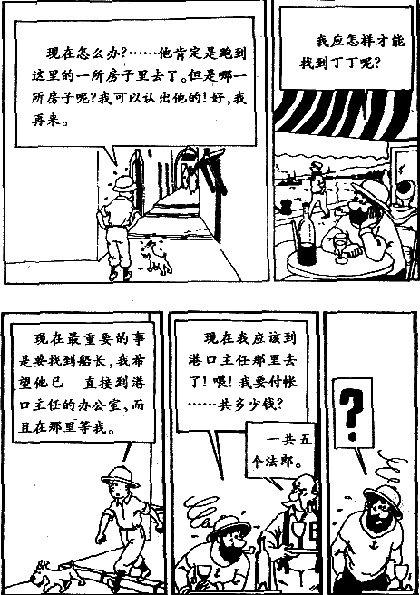 现在怎么办?……他肯定是跑到
这里的一所房子里去了。但是哪一
所房子呢?我可以认出他的!好,我
再来。
我应怎样才能
找到丁丁呢?
现在最重要的事
是要找到船长,我希
望他已 直接到港
口主任的办公室,而
且在那里等我。
现在我应该到
港口主任那里去
了!喂!我要付帐
……共多少钱?
一共五
个法郎。
?